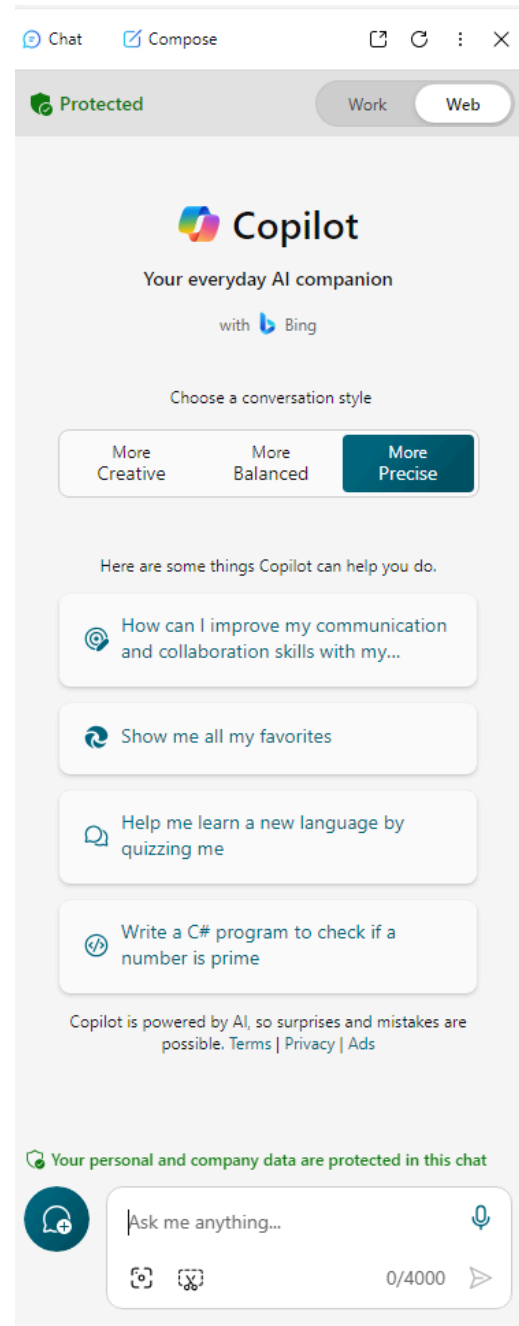 Chat Compose
Protected Work Web
Copilot
Your everyday AI companion
with Bing
Choose a conversation style
More Creative
More Balanced
More Precise
Here are some things Copilot can help you do.
How can I improve my communication
and collaboration skills with my...
Show me all my favorites
Help me learn a new language by
quizzing me
Write a C# program to check if a
number is prime
Copilot is powered by AI, so surprises and mistakes are
possible. Terms | Privacy | Ads
Your personal and company data are protected in this chat
Ask me anything...
0/4000